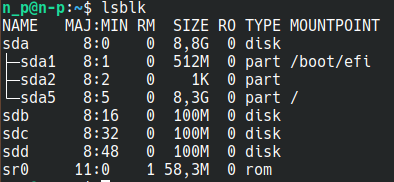 n_p@n-p:~$ lsblk
NAME   MAJ:MIN RM  SIZE RO TYPE MOUNTPOINT
sda      8:0    0  8,8G  0 disk
├─sda1   8:1    0  512M  0 part /boot/efi
├─sda2   8:2    0    1K  0 part
└─sda5   8:5    0  8,3G  0 part /
sdb      8:16   0  100M  0 disk
sdc      8:32   0  100M  0 disk
sdd      8:48   0  100M  0 disk
sr0     11:0    1 58,3M  0 rom